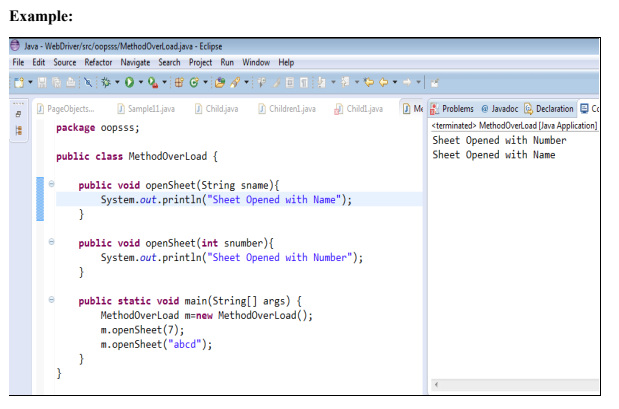 Example:
Java - WebDriver/src/oopsss/MethodOverLoad.java - Eclipse
File Edit Source Refactor Navigate Search Project Run Window Help
PageObjects... Sample11.java Child.java Children1.java Child1.java Me
package oopsss;
public class MethodOverLoad {
public void openSheet(String sname){
System.out.println("Sheet Opened with Name");
}
public void openSheet(int snumber){
System.out.println("Sheet Opened with Number");
}
public static void main(String[] args) {
MethodOverLoad m=new MethodOverLoad();
m.openSheet(7);
m.openSheet("abcd");
}
}
Problems @ Javadoc Declaration Co
<terminated> MethodOverLoad [Java Application]
Sheet Opened with Number
Sheet Opened with Name